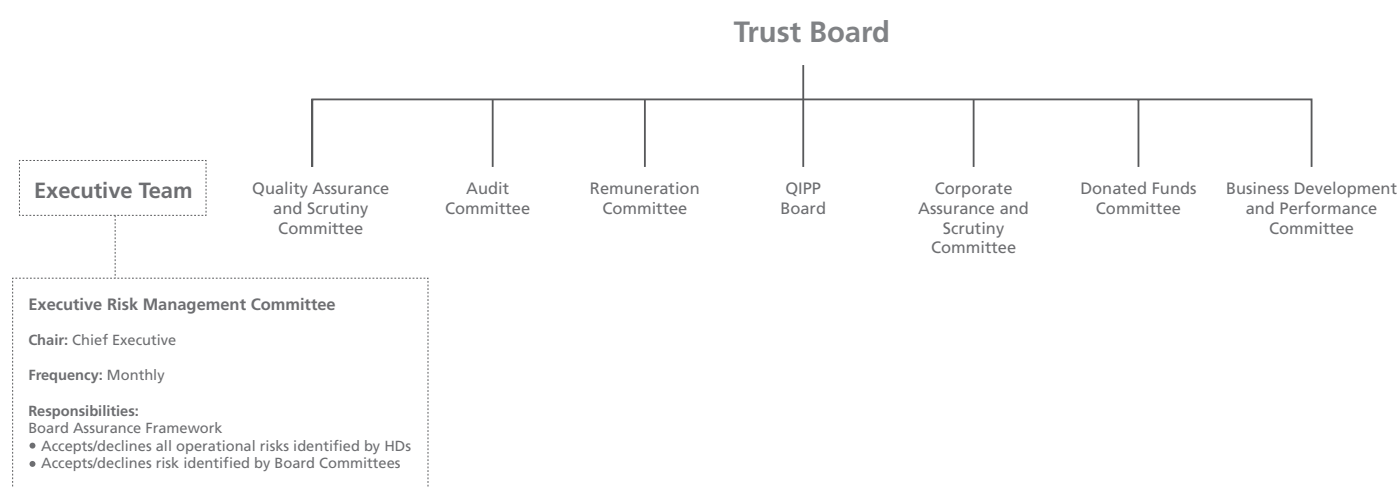 Trust Board
Executive Team
Quality Assurance
and Scrutiny
Committee
Audit
Committee
Remuneration
Committee
QIPP
Board
Corporate
Assurance and
Scrutiny
Committee
Donated Funds
Committee
Business Development
and Performance
Committee
Executive Risk Management Committee
Chair: Chief Executive
Frequency: Monthly
Responsibilities:
Board Assurance Framework
• Accepts/declines all operational risks identified by HDs
• Accepts/declines risk identified by Board Committees